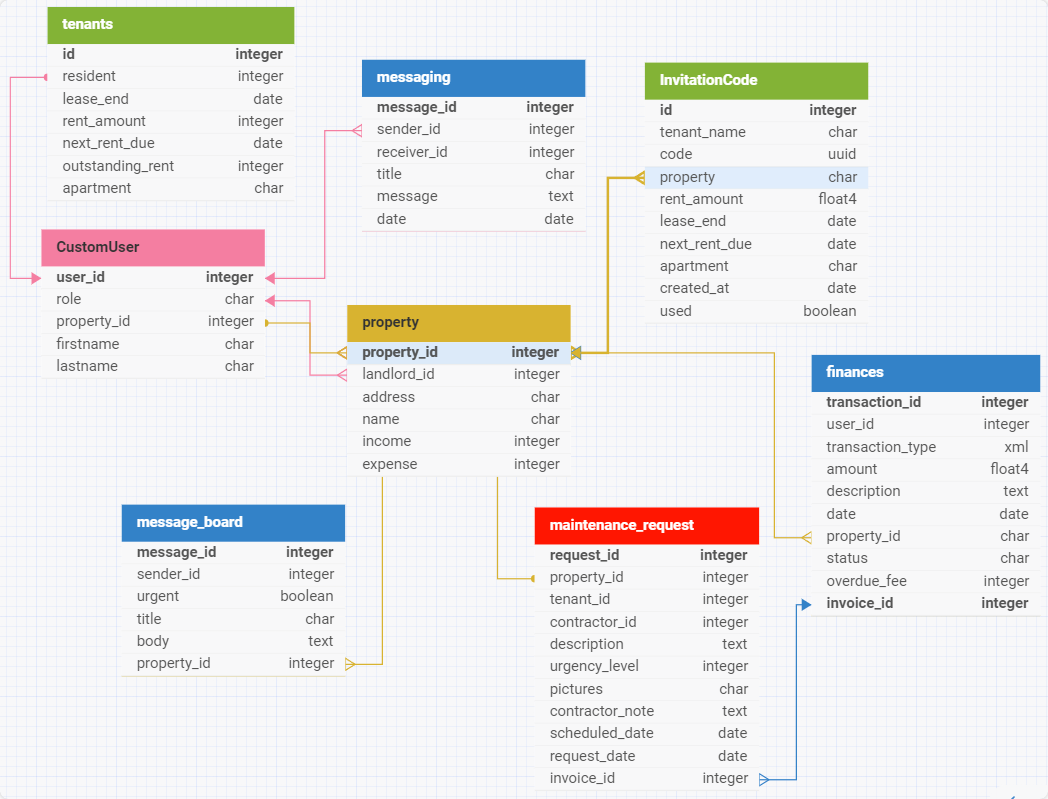 tenants
id integer
resident integer
lease_end date
rent_amount integer
next_rent_due date
outstanding_rent integer
apartment char
messaging
message_id integer
sender_id integer
receiver_id integer
title char
message text
date date
InvitationCode
id integer
tenant_name char
code uuid
property char
rent_amount float4
lease_end date
next_rent_due date
apartment char
created_at date
used boolean
CustomUser
user_id integer
role char
property_id integer
firstname char
lastname char
property
property_id integer
landlord_id integer
address char
name char
income integer
expense integer
finances
transaction_id integer
user_id integer
transaction_type xml
amount float4
description text
date date
property_id char
status char
overdue_fee integer
invoice_id integer
message_board
message_id integer
sender_id integer
urgent boolean
title char
body text
property_id integer
maintenance_request
request_id integer
property_id integer
tenant_id integer
contractor_id integer
description text
urgency_level integer
pictures char
contractor_note text
scheduled_date date
request_date date
invoice_id integer